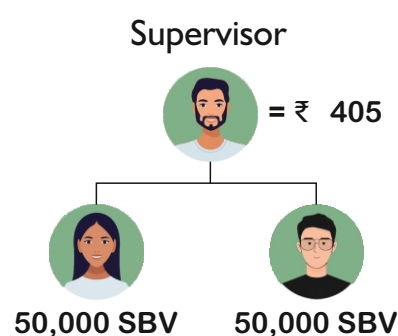 Supervisor
= ₹ 405
50,000 SBV 50,000 SBV